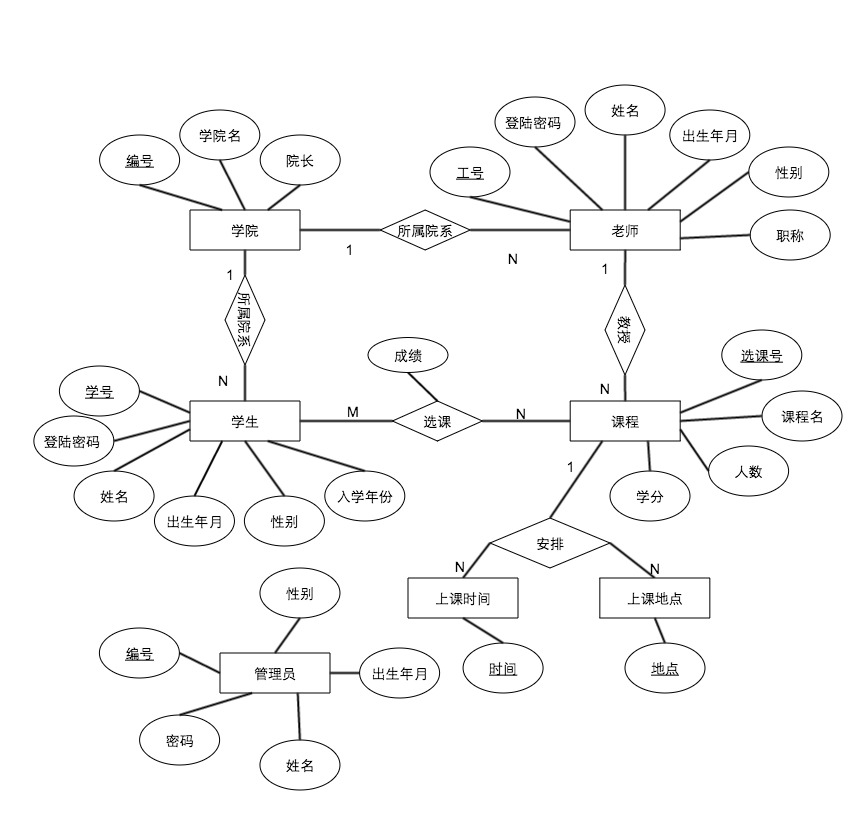 姓名
学院名
登陆密码
出生年月
编号
院长
工号
性别
学院
所属院系
老师
职称
1
N
1
1
所属院系
教授
成绩
选课号
N
N
学号
M
N
课程名
学生
选课
课程
登陆密码
1
人数
姓名
出生年月
性别
入学年份
学分
安排
N
N
性别
上课时间
上课地点
编号
管理员
出生年月
时间
地点
密码
姓名